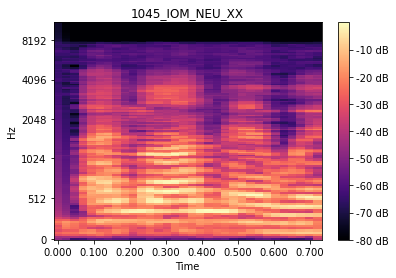 1045_IOM_NEU_XX
8192
4096
2048
1024
512
0
Hz
0.000 0.100 0.200 0.300 0.400 0.500 0.600 0.700
Time
-10 dB
-20 dB
-30 dB
-40 dB
-50 dB
-60 dB
-70 dB
-80 dB